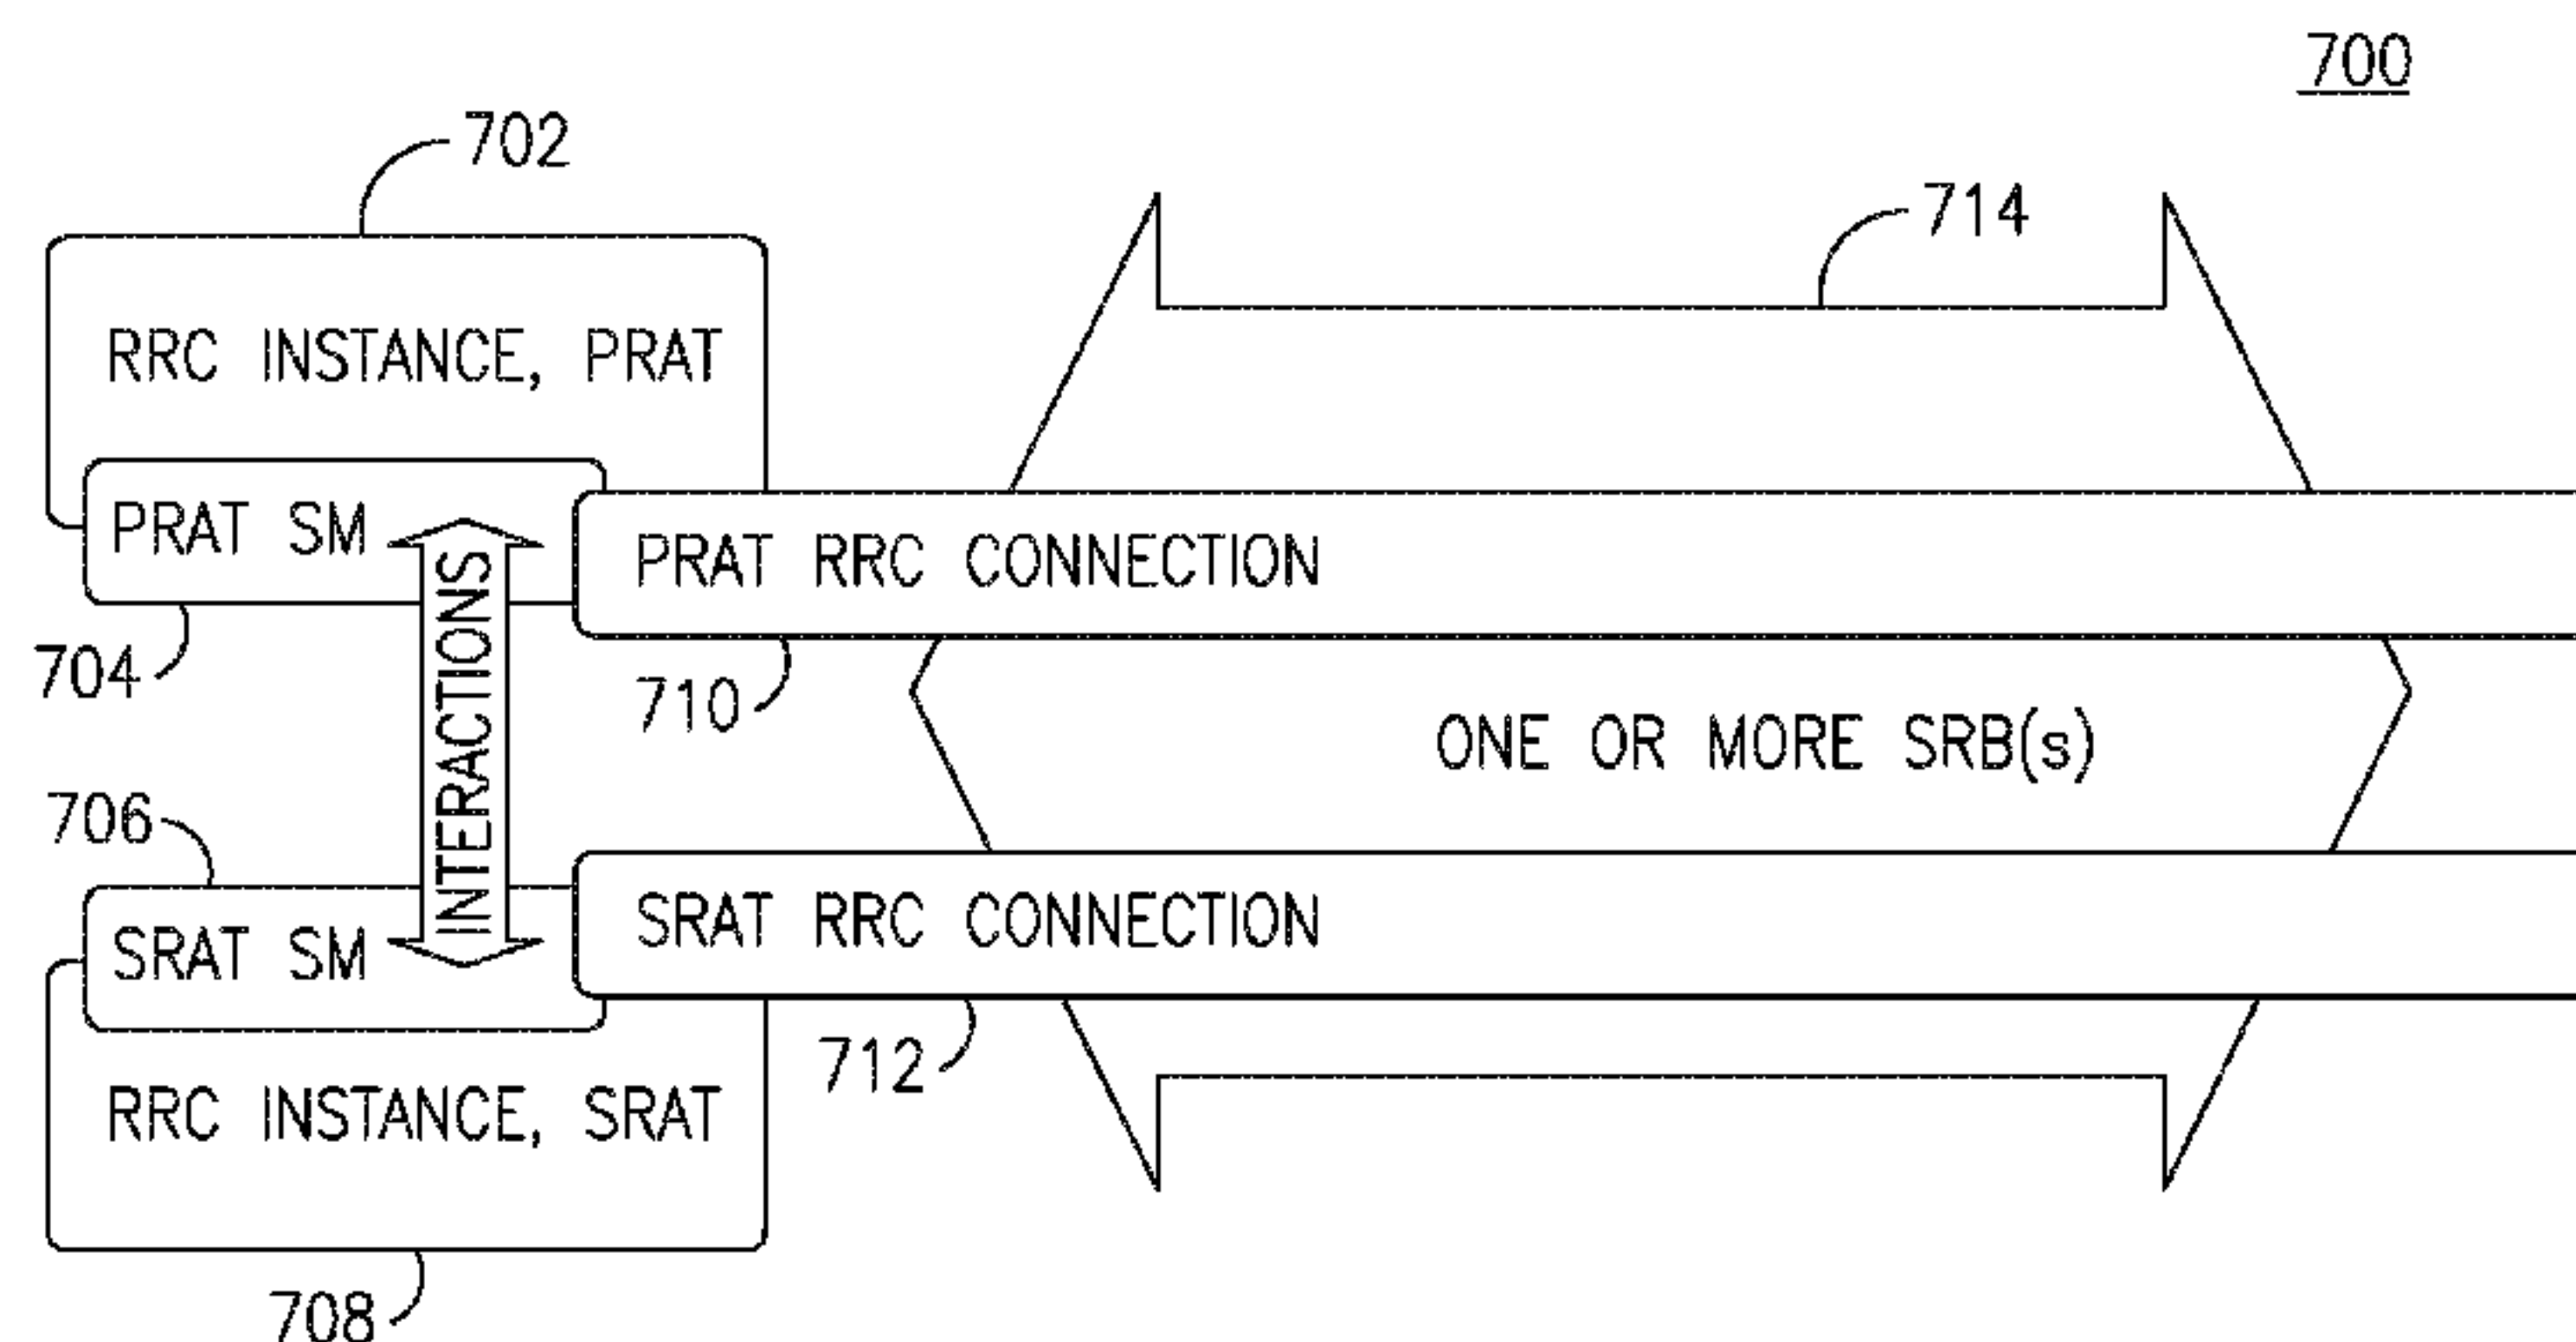 700
702
714
RRC INSTANCE, PRAT
PRAT SM
PRAT RRC CONNECTION
704
710
INTERACTIONS
ONE OR MORE SRB(s)
706
SRAT SM
SRAT RRC CONNECTION
712
RRC INSTANCE, SRAT
708